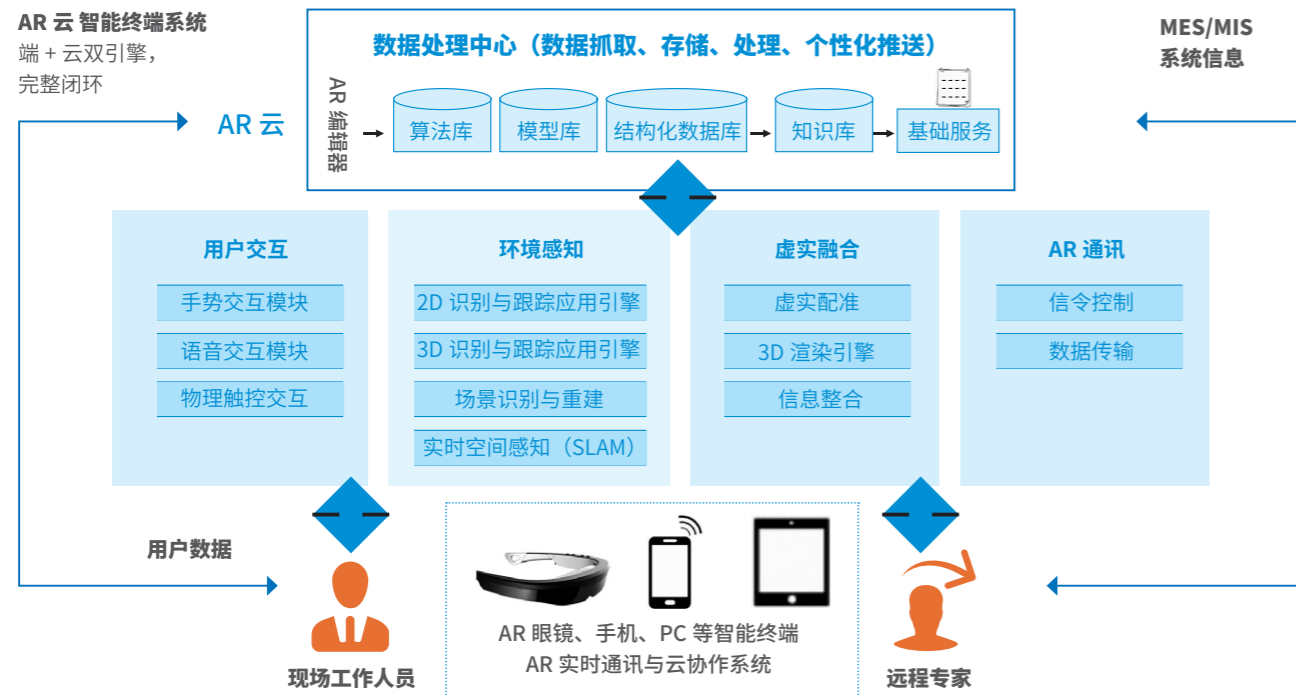 AR 云 智能终端系统
端 + 云双引擎，
完整闭环
数据处理中心（数据抓取、存储、处理、个性化推送）
MES/MIS
系统信息
AR 云
AR 编辑器
算法库
模型库
结构化数据库
知识库
基础服务
用户交互
手势交互模块
语音交互模块
物理触控交互
环境感知
2D 识别与跟踪应用引擎
3D 识别与跟踪应用引擎
场景识别与重建
实时空间感知（SLAM）
虚实融合
虚实配准
3D 渲染引擎
信息整合
AR 通讯
信令控制
数据传输
用户数据
现场工作人员
AR 眼镜、手机、PC 等智能终端
AR 实时通讯与云协作系统
远程专家